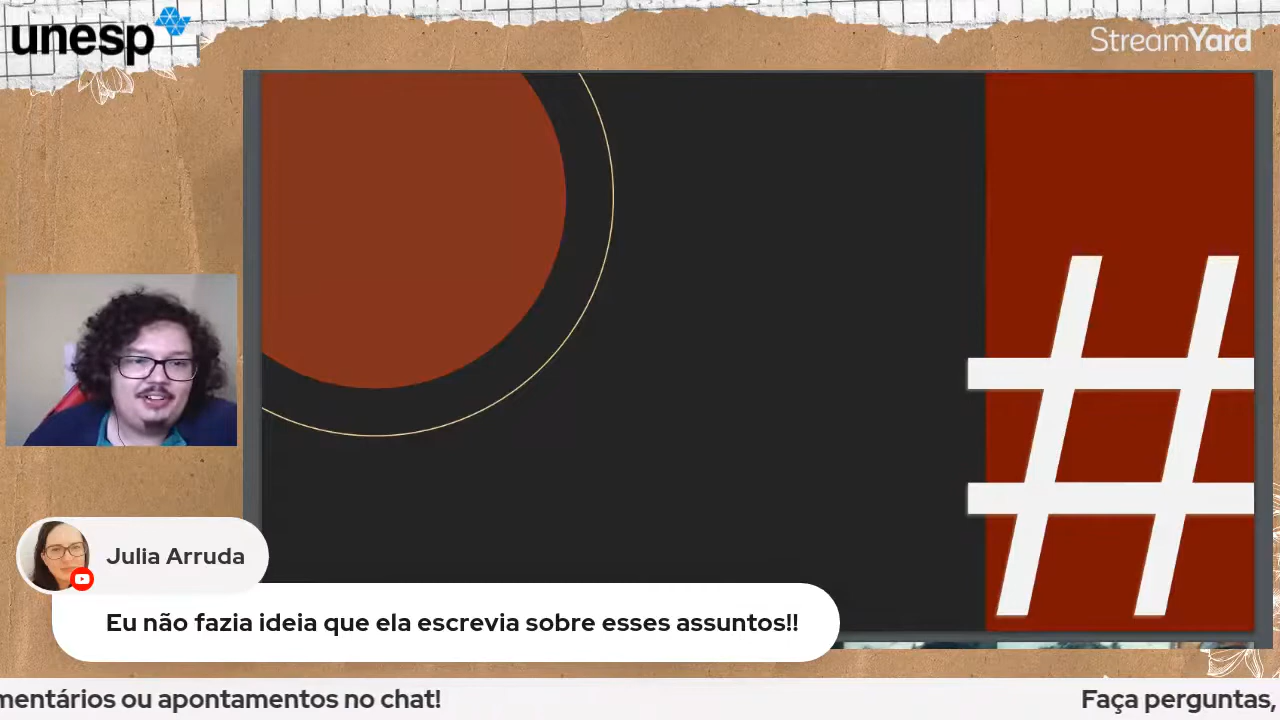 unesp
StreamYard
#
Julia Arruda
Eu não fazia ideia que ela escrevia sobre esses assuntos!!
mentários ou apontamentos no chat!
Faça perguntas,